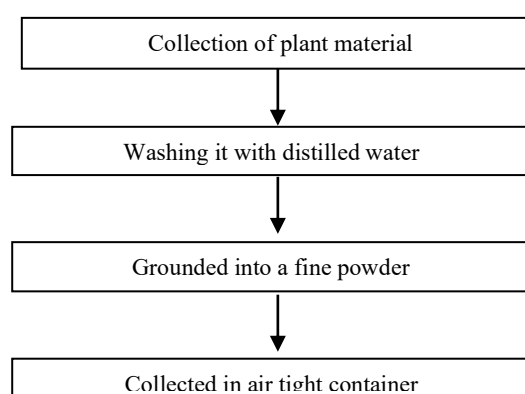 Collection of plant material
Washing it with distilled water
Grounded into a fine powder
Collected in air tight container